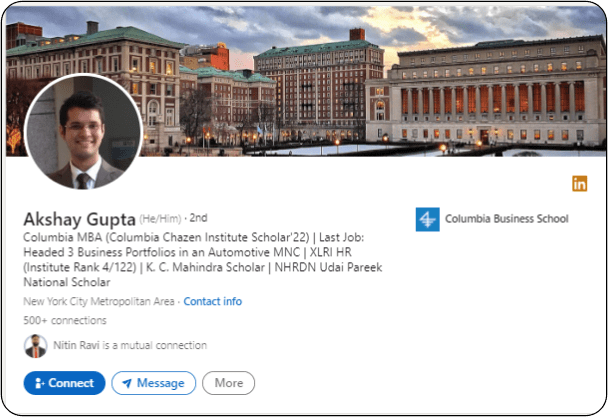 in
Akshay Gupta (He/Him) · 2nd
Columbia Business School
Columbia MBA (Columbia Chazen Institute Scholar'22) | Last Job:
Headed 3 Business Portfolios in an Automotive MNC | XLRI HR
(Institute Rank 4/122) | K. C. Mahindra Scholar | NHRDN Udai Pareek
National Scholar
New York City Metropolitan Area · Contact info
500+ connections
Nitin Ravi is a mutual connection
Connect
Message
More